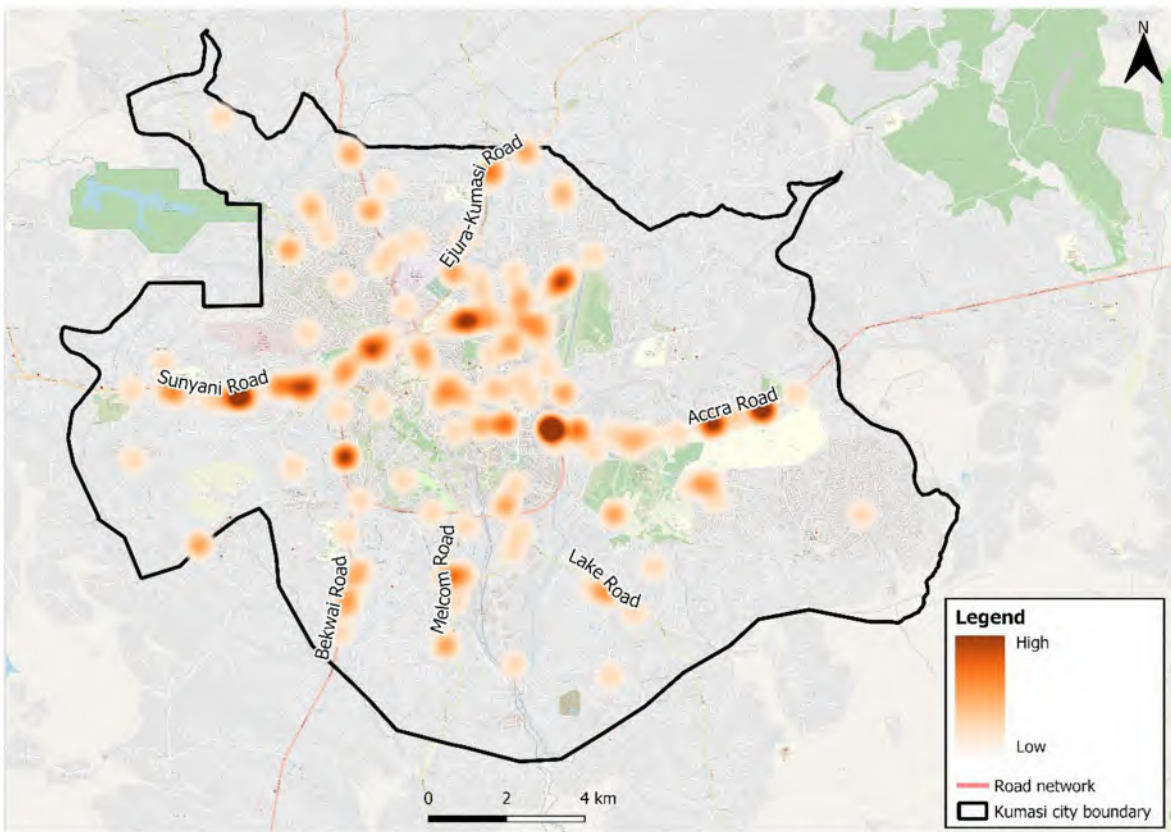 N
Ejura-Kumasi Road
Sunyani Road
Accra Road
Bekwai Road
Melcom Road
Lake Road
Legend
High
Low
Road network
Kumasi city boundary
0 2 4 km